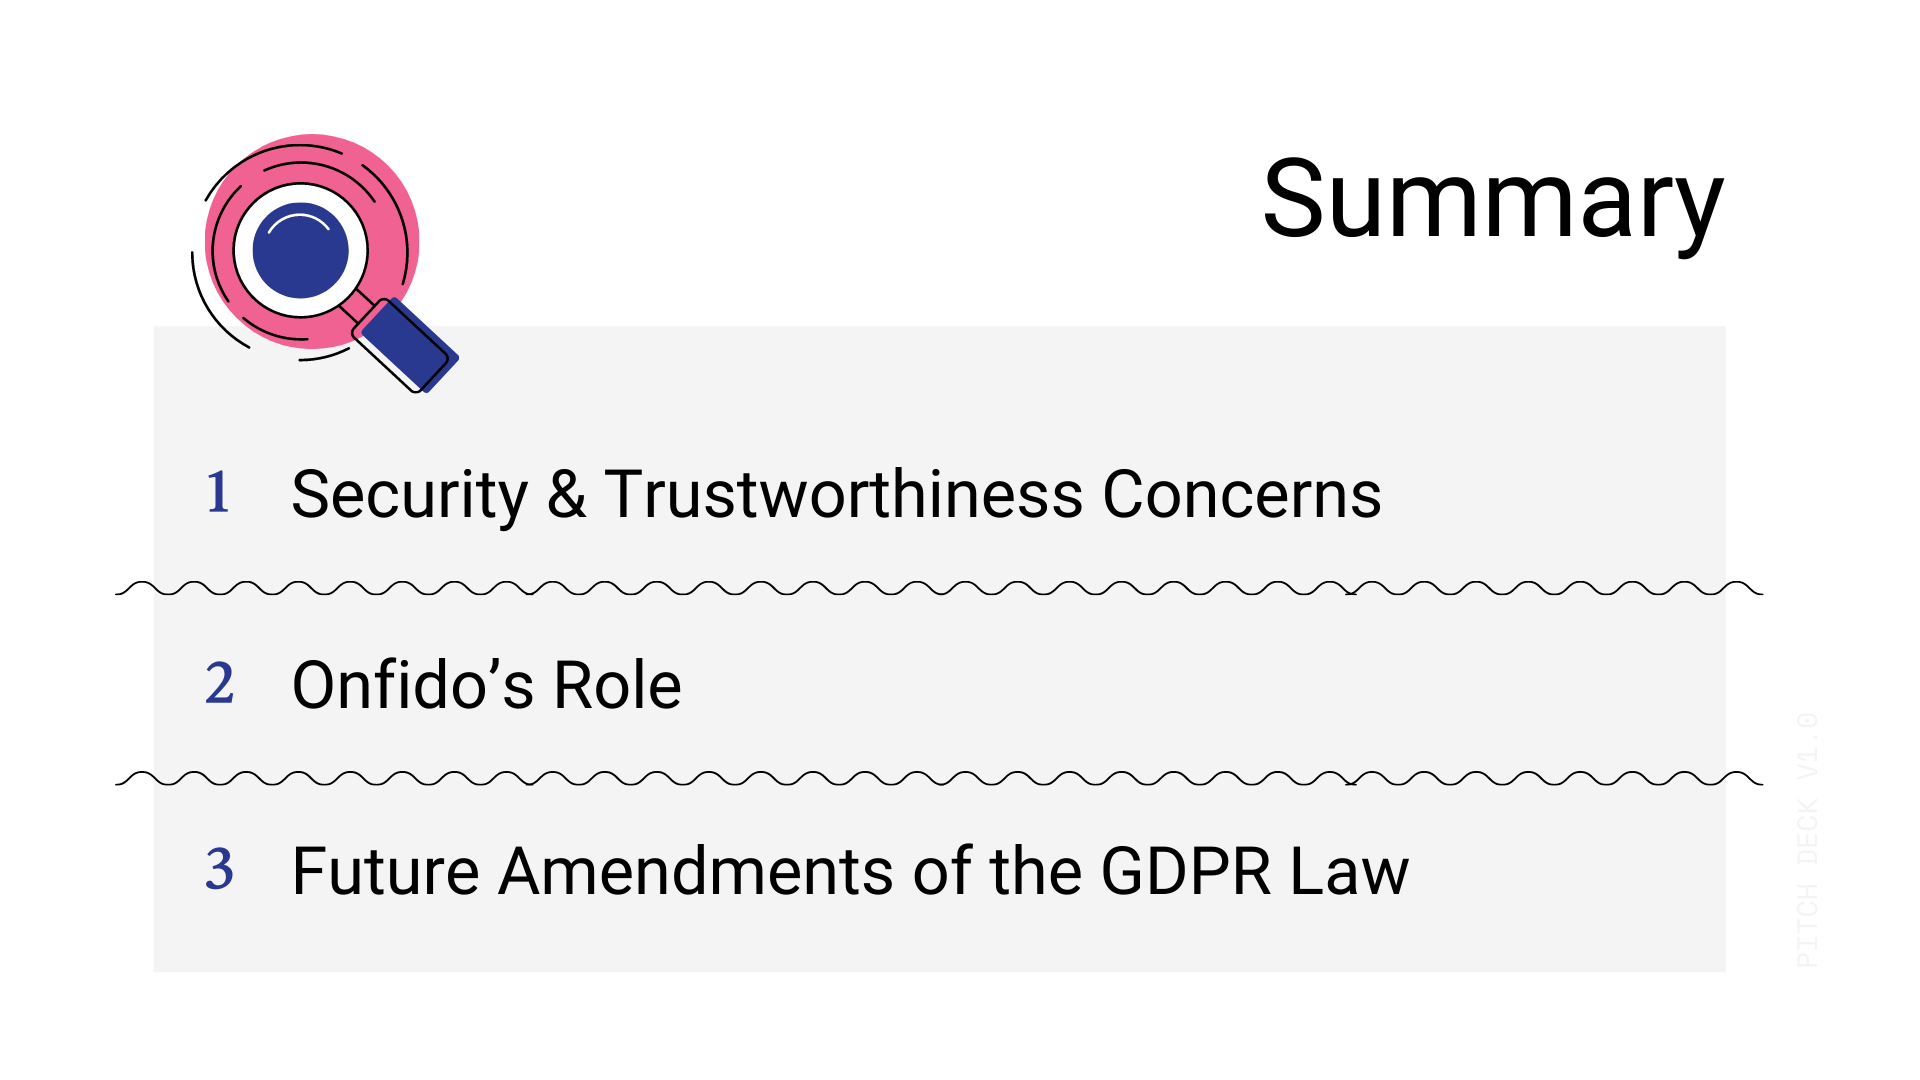 Summary
1 Security & Trustworthiness Concerns
2 Onfido’s Role
3 Future Amendments of the GDPR Law
PITCH DECK V1.0